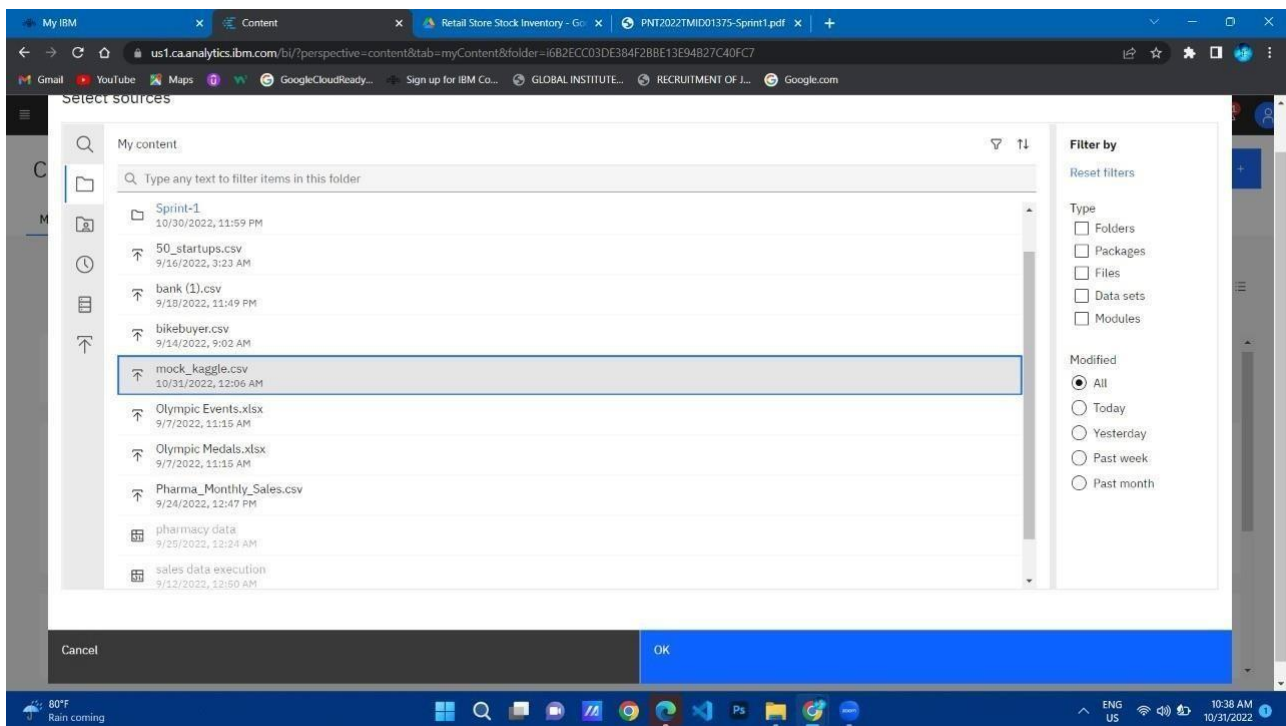 My IBM
Content
Retail Store Stock Inventory - Go
PNT2022TMID01375-Sprint1.pdf
us1.ca.analytics.ibm.com/bi/?perspective=content&tab=myContent&folder=i6B2ECC03DE384F2BBE13E94B27C40FC7
Gmail YouTube Maps GoogleCloudReady... Sign up for IBM Co... GLOBAL INSTITUTE... RECRUITMENT OF J... Google.com
Select sources
My content
Type any text to filter items in this folder
Sprint-1
10/30/2022, 11:59 PM
50_startups.csv
9/16/2022, 3:23 AM
bank (1).csv
9/18/2022, 11:49 PM
bikebuyer.csv
9/14/2022, 9:02 AM
mock_kaggle.csv
10/31/2022, 12:06 AM
Olympic Events.xlsx
9/7/2022, 11:15 AM
Olympic Medals.xlsx
9/7/2022, 11:15 AM
Pharma_Monthly_Sales.csv
9/24/2022, 12:47 PM
pharmacy data
9/25/2022, 12:24 AM
sales data execution
9/12/2022, 12:50 AM
Filter by
Reset filters
Type
Folders
Packages
Files
Data sets
Modules
Modified
All
Today
Yesterday
Past week
Past month
Cancel
OK
80°F
Rain coming
ENG
US
10:38 AM
10/31/2022